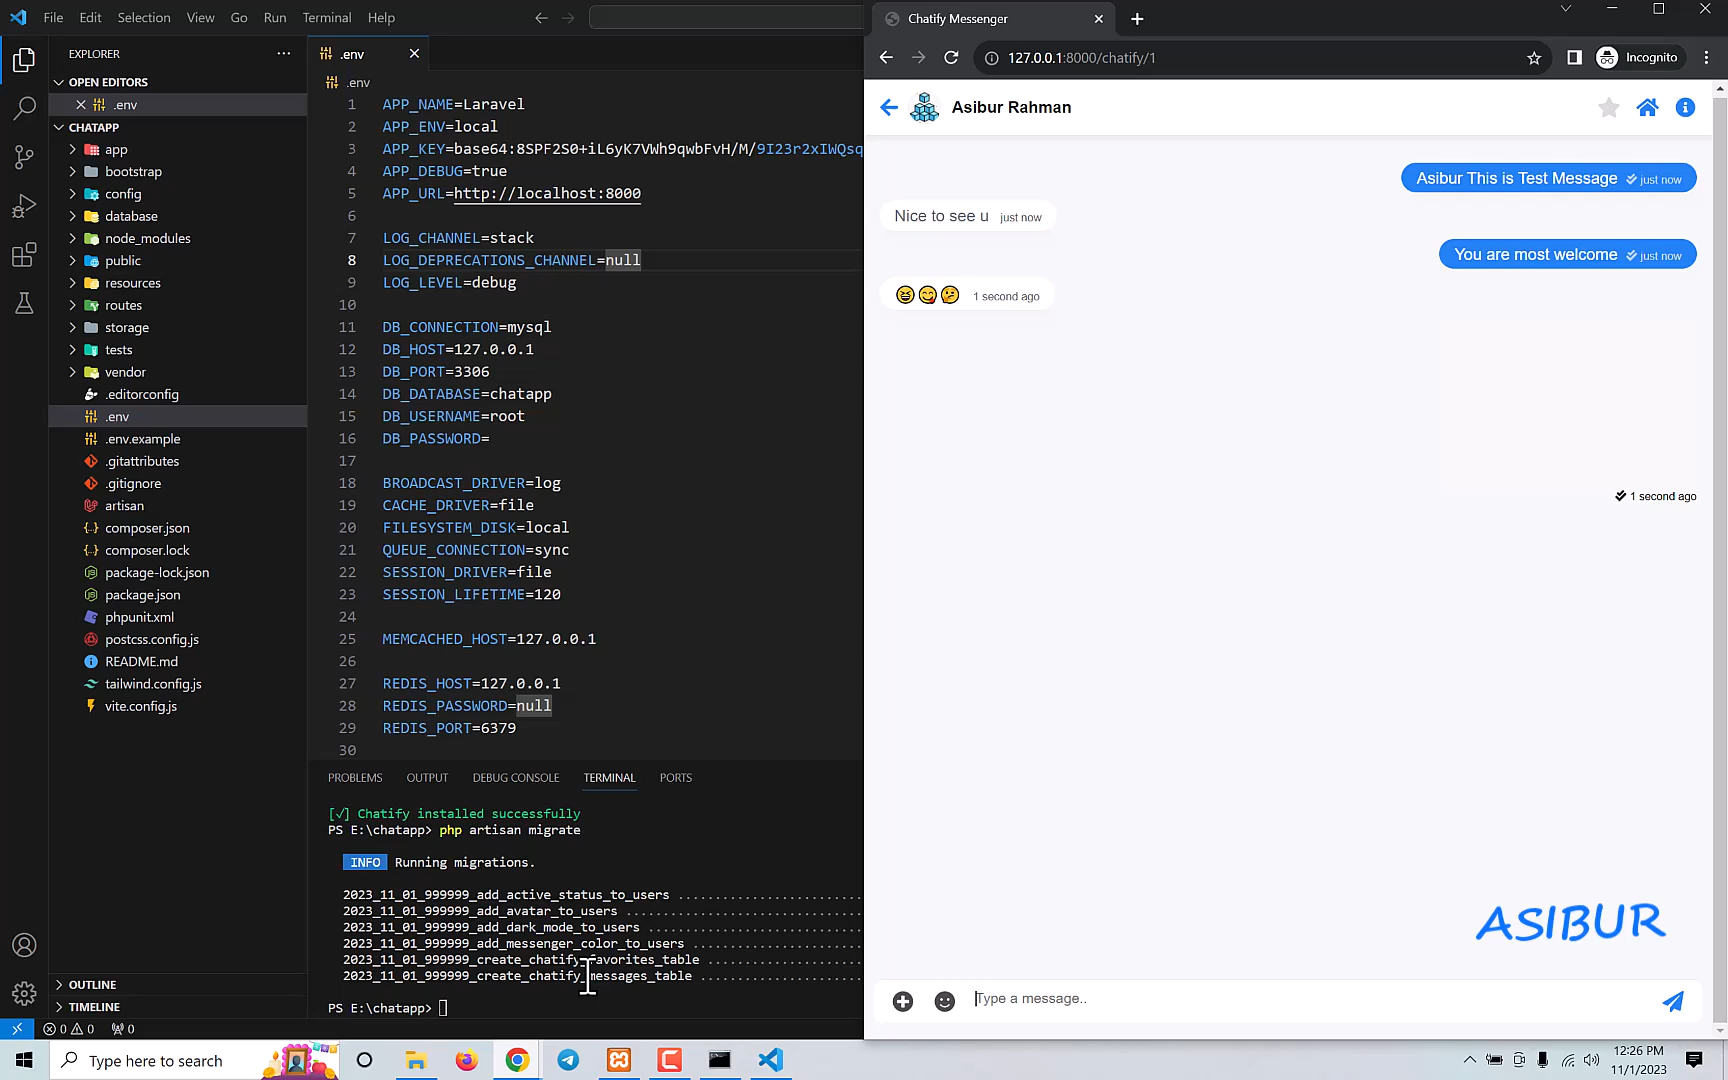 File Edit Selection View Go Run Terminal Help
EXPLORER
OPEN EDITORS
.env
CHATAPP
app
bootstrap
config
database
node_modules
public
resources
routes
storage
tests
vendor
.editorconfig
.env
.env.example
.gitattributes
.gitignore
artisan
composer.json
composer.lock
package-lock.json
package.json
phpunit.xml
postcss.config.js
README.md
tailwind.config.js
vite.config.js
OUTLINE
TIMELINE
.env
.env
1 APP_NAME=Laravel
2 APP_ENV=local
3 APP_KEY=base64:8SPF2S0+iL6yK7VWh9qwbFvH/M/9I23r2xIWQsq
4 APP_DEBUG=true
5 APP_URL=http://localhost:8000
6
7 LOG_CHANNEL=stack
8 LOG_DEPRECATIONS_CHANNEL=null
9 LOG_LEVEL=debug
10
11 DB_CONNECTION=mysql
12 DB_HOST=127.0.0.1
13 DB_PORT=3306
14 DB_DATABASE=chatapp
15 DB_USERNAME=root
16 DB_PASSWORD=
17
18 BROADCAST_DRIVER=log
19 CACHE_DRIVER=file
20 FILESYSTEM_DISK=local
21 QUEUE_CONNECTION=sync
22 SESSION_DRIVER=file
23 SESSION_LIFETIME=120
24
25 MEMCACHED_HOST=127.0.0.1
26
27 REDIS_HOST=127.0.0.1
28 REDIS_PASSWORD=null
29 REDIS_PORT=6379
30
PROBLEMS OUTPUT DEBUG CONSOLE TERMINAL PORTS
[√] Chatify installed successfully
PS E:\chatapp> php artisan migrate
INFO Running migrations.
2023_11_01_999999_add_active_status_to_users ........................
2023_11_01_999999_add_avatar_to_users ...............................
2023_11_01_999999_add_dark_mode_to_users ............................
2023_11_01_999999_add_messenger_color_to_users ......................
2023_11_01_999999_create_chatify_favorites_table ....................
2023_11_01_999999_create_chatify_messages_table .....................
PS E:\chatapp>
0 0 0
Chatify Messenger
127.0.0.1:8000/chatify/1
Incognito
Asibur Rahman
Asibur This is Test Message just now
Nice to see u just now
You are most welcome just now
😆😋🤔 1 second ago
1 second ago
ASIBUR
Type a message..
Type here to search
12:26 PM
11/1/2023